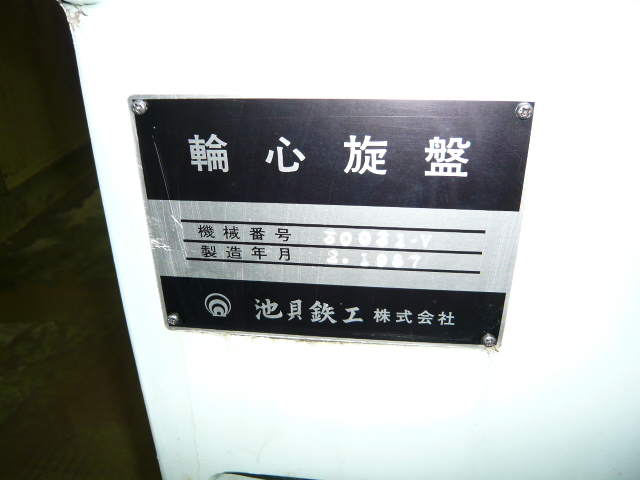 輪心旋盤
機械番号 30031-V
製造年月 2.1987
池貝鉄工 株式会社